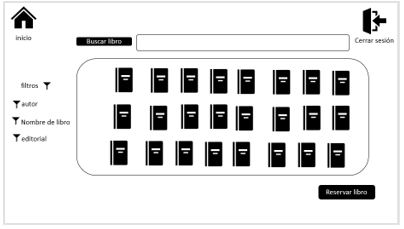 inicio
Buscar libro
Cerrar sesión
filtros
autor
Nombre de libro
editorial
Reservar libro